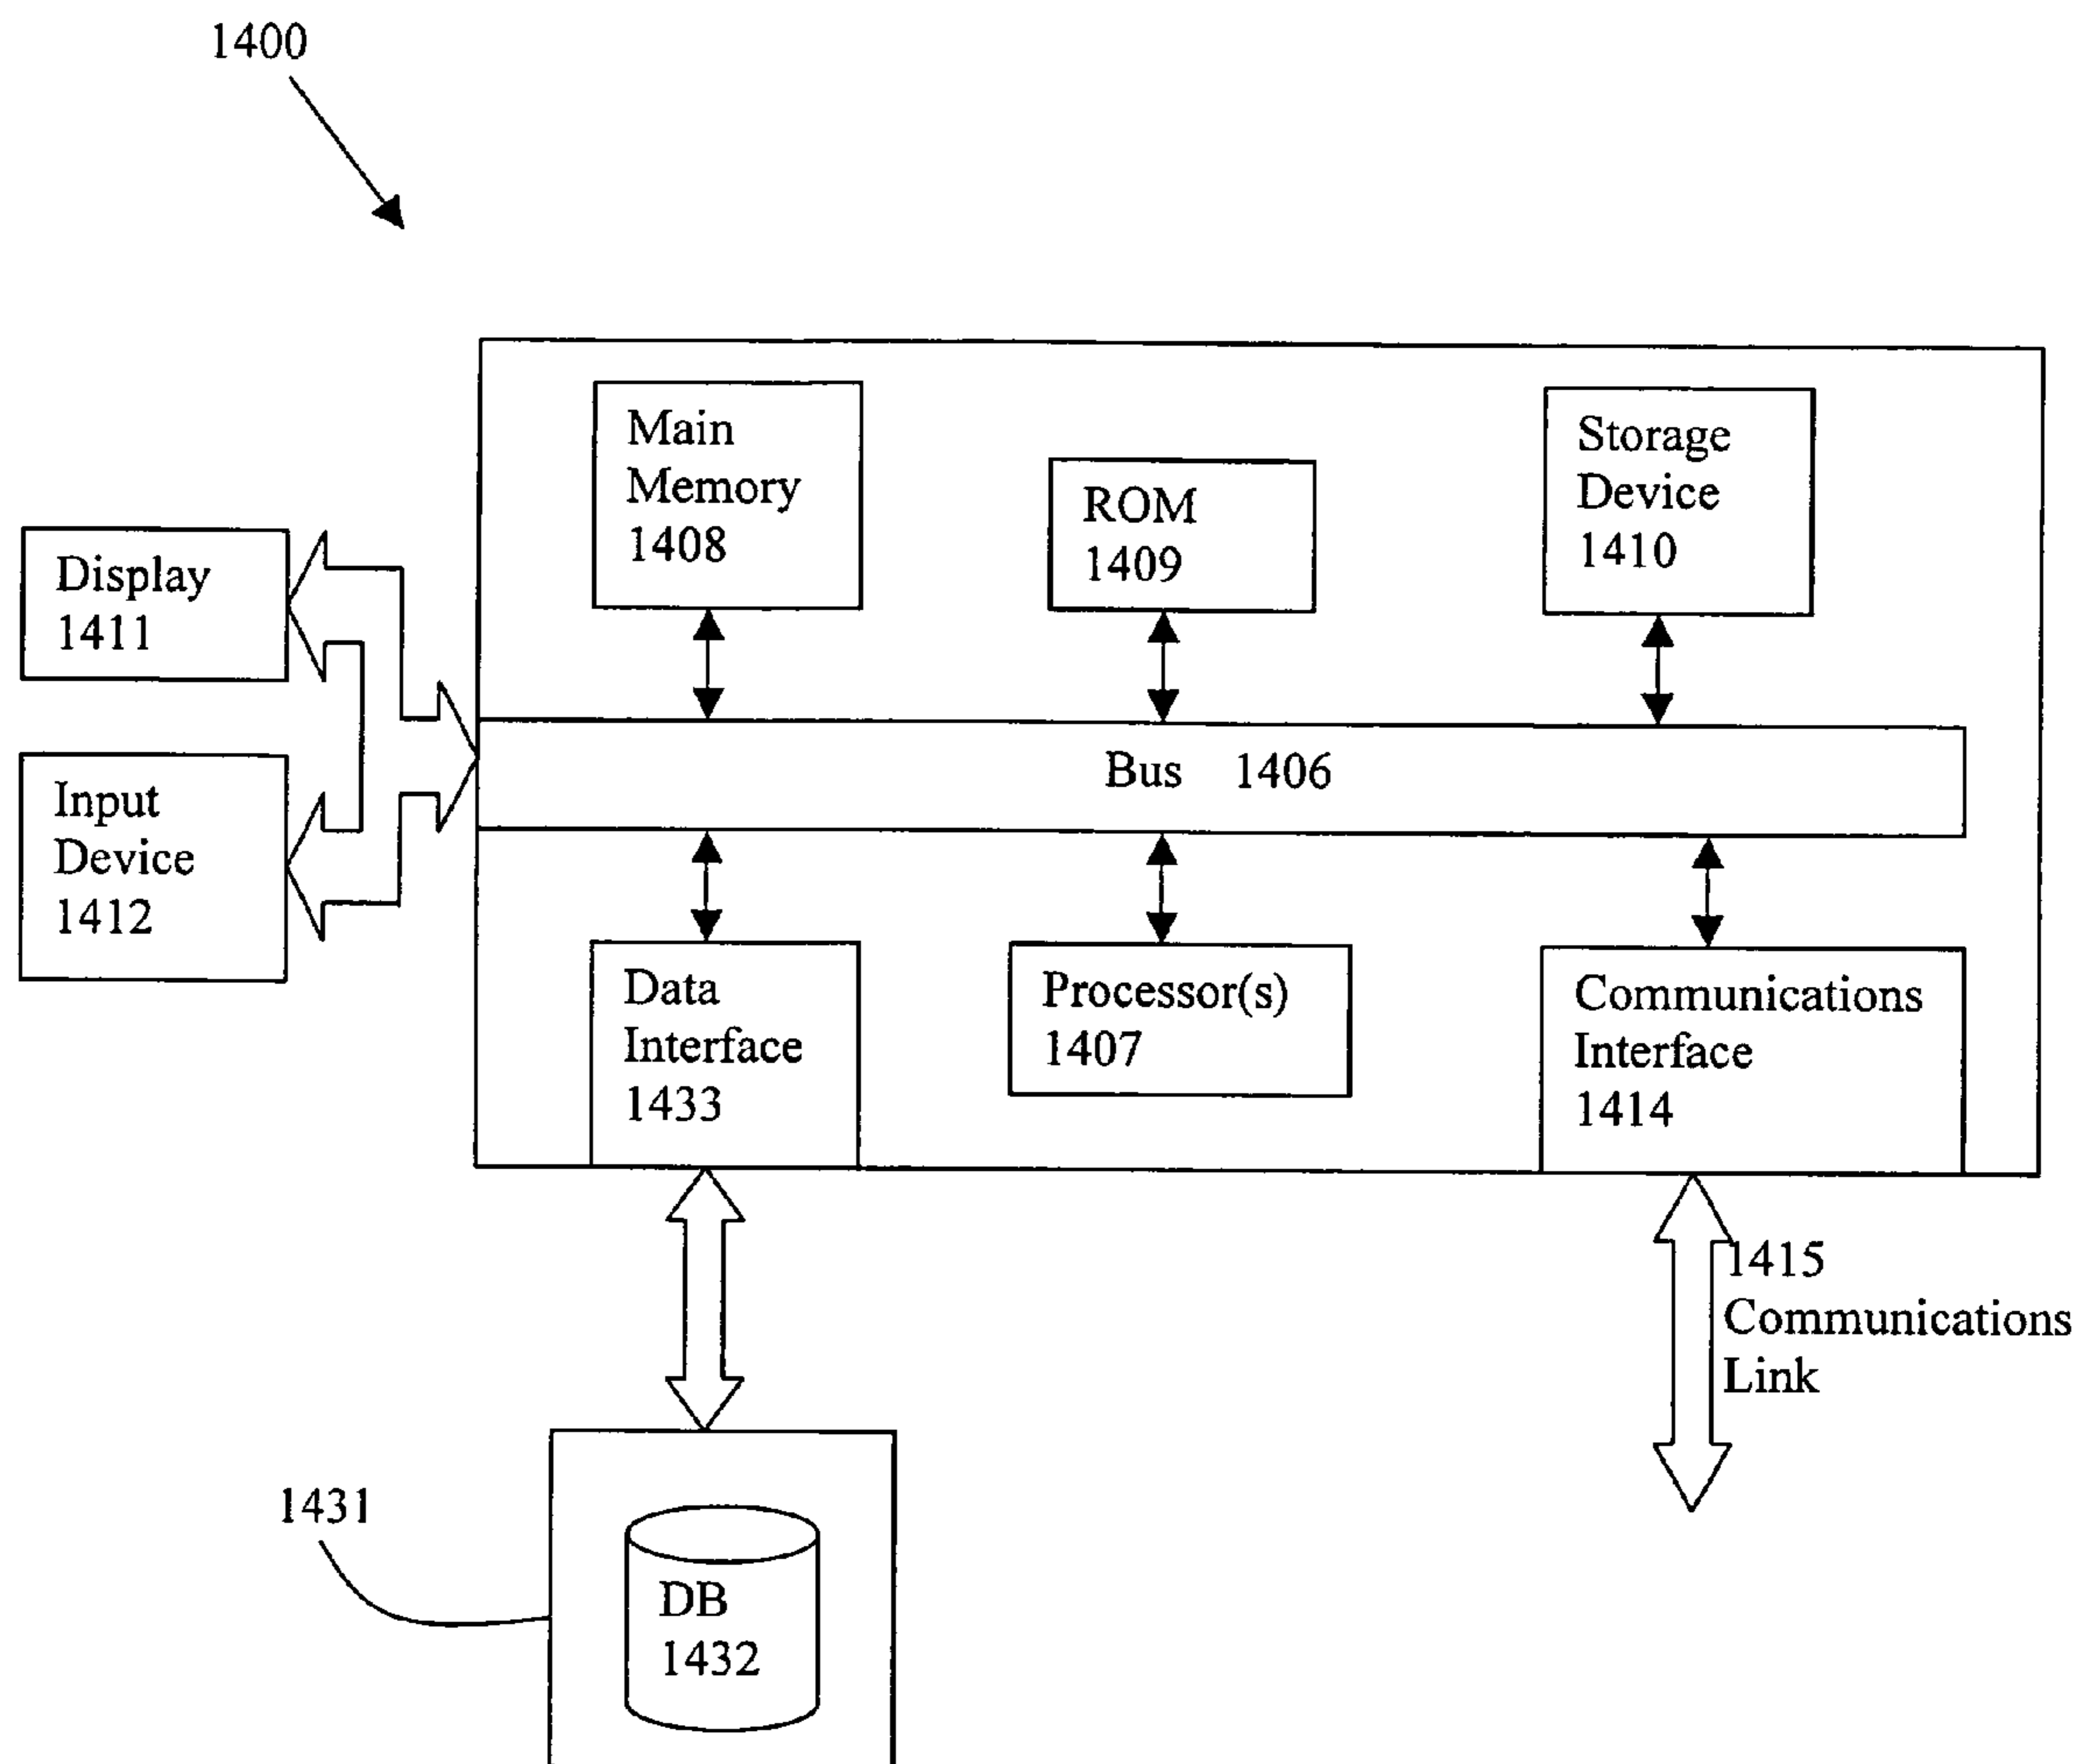 1400
Main
Memory
1408
ROM
1409
Storage
Device
1410
Display
1411
Input
Device
1412
Bus 1406
Data
Interface
1433
Processor(s)
1407
Communications
Interface
1414
1415
Communications
Link
1431
DB
1432